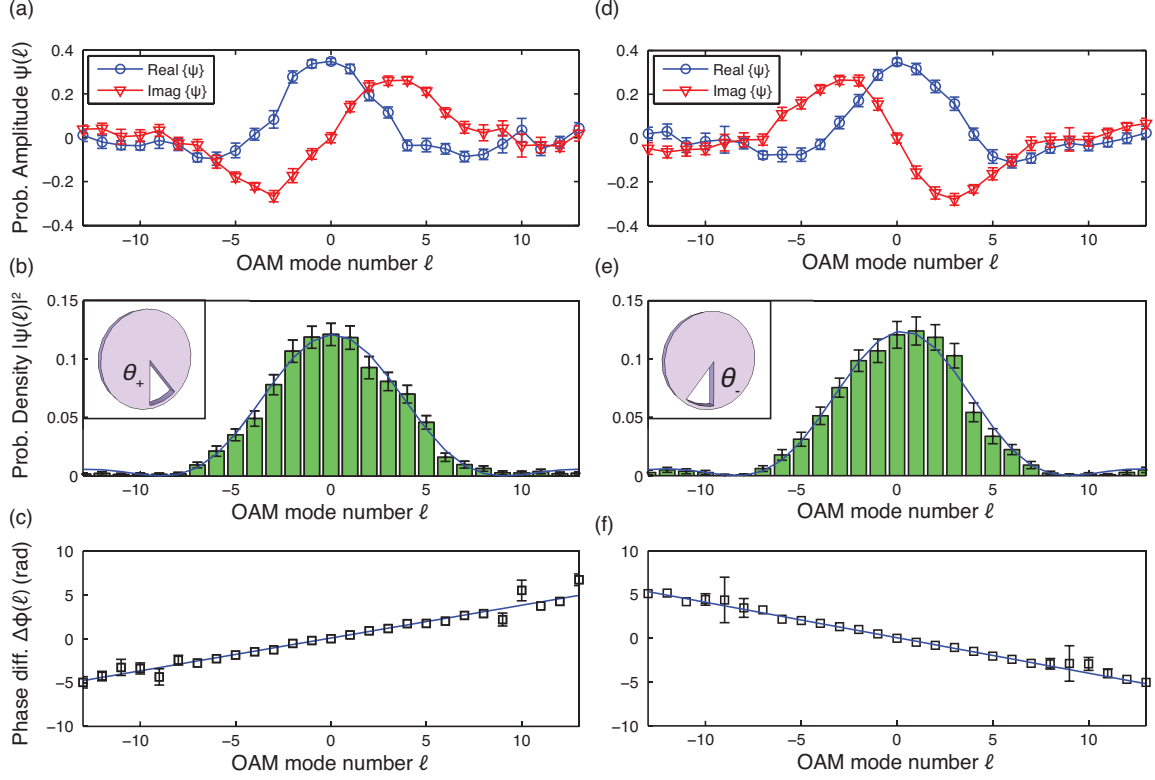 (a)
Prob. Amplitude ψ(ℓ)
0.4
0.2
0
−0.2
−0.4
Real {ψ}
Imag {ψ}
−10 −5 0 5 10
OAM mode number ℓ
(d)
0.4
0.2
0
−0.2
−0.4
Real {ψ}
Imag {ψ}
−10 −5 0 5 10
OAM mode number ℓ
(b)
Prob. Density |ψ(ℓ)|²
0.15
0.1
0.05
0
θ+
−10 −5 0 5 10
OAM mode number ℓ
(e)
0.15
0.1
0.05
0
θ-
−10 −5 0 5 10
OAM mode number ℓ
(c)
Phase diff. Δϕ(ℓ) (rad)
10
5
0
−5
−10
−10 −5 0 5 10
OAM mode number ℓ
(f)
10
5
0
−5
−10
−10 −5 0 5 10
OAM mode number ℓ